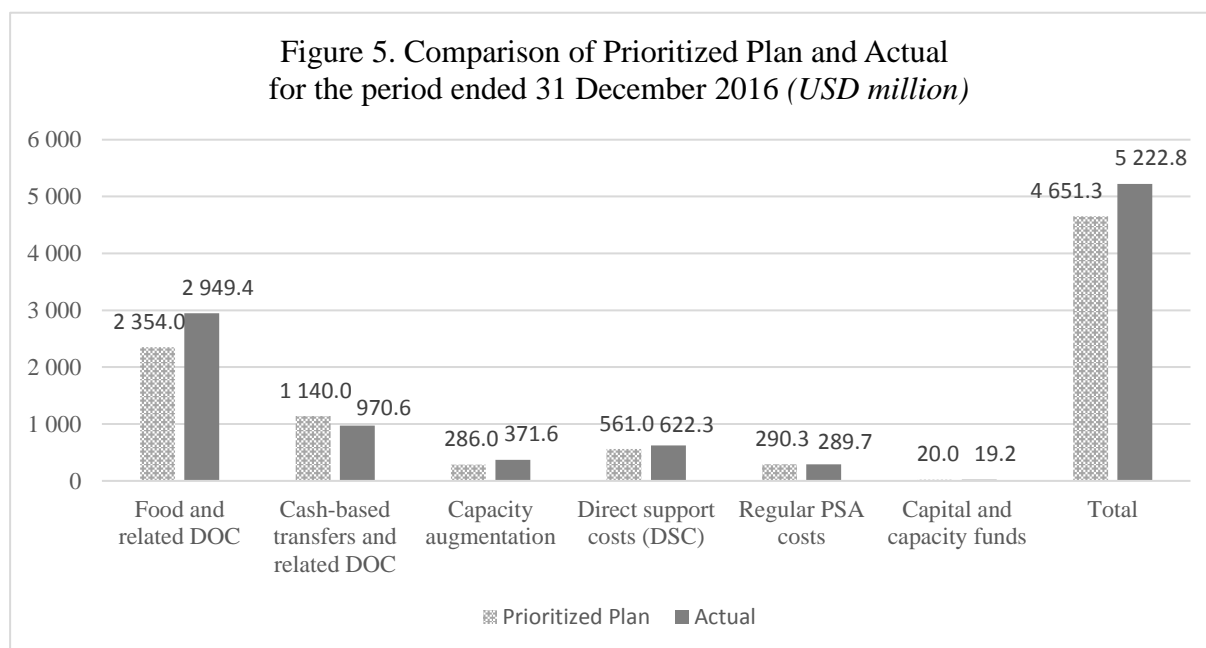 Figure 5. Comparison of Prioritized Plan and Actual
for the period ended 31 December 2016 (USD million)
6 000
5 000
4 000
3 000
2 000
1 000
0
2 354.0
2 949.4
1 140.0
970.6
286.0
371.6
561.0
622.3
290.3
289.7
20.0
19.2
4 651.3
5 222.8
Food and
related DOC
Cash-based
transfers and
related DOC
Capacity
augmentation
Direct support
costs (DSC)
Regular PSA
costs
Capital and
capacity funds
Total
Prioritized Plan
Actual